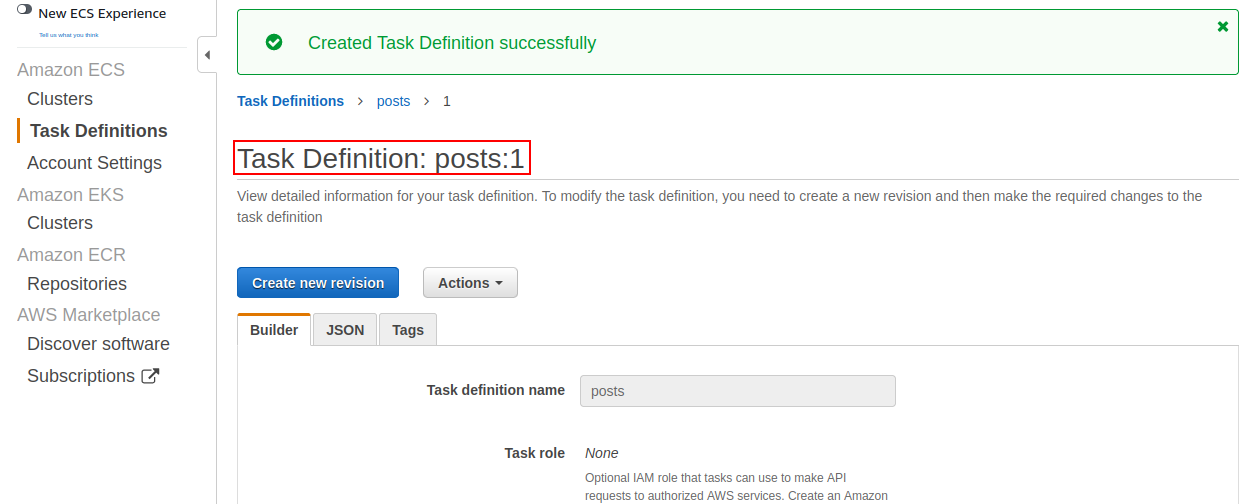 New ECS Experience
Tell us what you think
Amazon ECS
Clusters
Task Definitions
Account Settings
Amazon EKS
Clusters
Amazon ECR
Repositories
AWS Marketplace
Discover software
Subscriptions
Created Task Definition successfully
Task Definitions > posts > 1
Task Definition: posts:1
View detailed information for your task definition. To modify the task definition, you need to create a new revision and then make the required changes to the
task definition
Create new revision Actions
Builder JSON Tags
Task definition name posts
Task role None
Optional IAM role that tasks can use to make API
requests to authorized AWS services. Create an Amazon